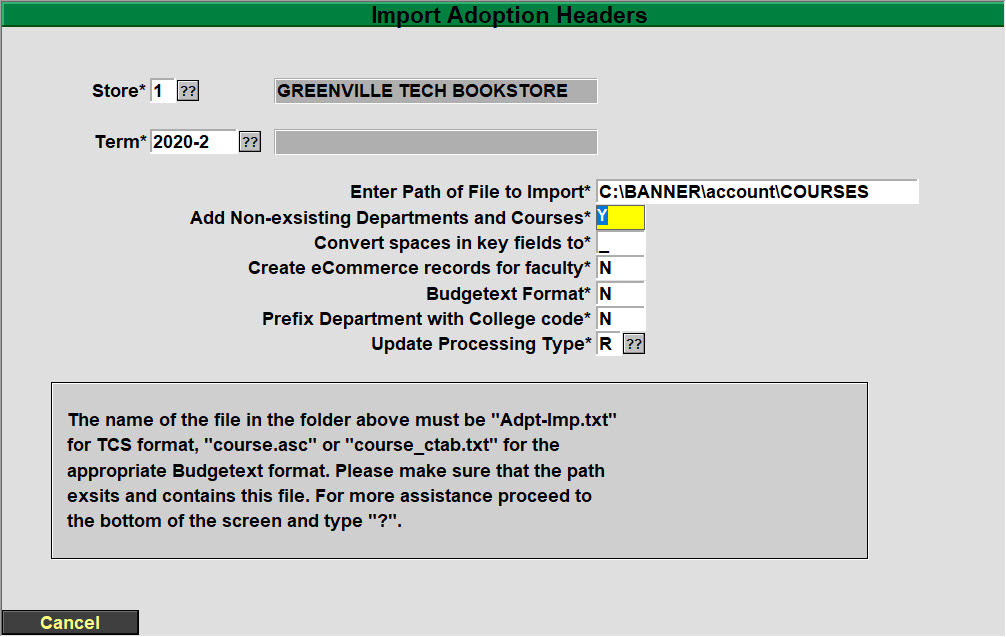 Import Adoption Headers
Store* 1 ?? GREENVILLE TECH BOOKSTORE
Term* 2020-2 ??
Enter Path of File to Import* C:\BANNER\account\COURSES
Add Non-exsisting Departments and Courses* Y
Convert spaces in key fields to* _
Create eCommerce records for faculty* N
Budgetext Format* N
Prefix Department with College code* N
Update Processing Type* R ??
The name of the file in the folder above must be "Adpt-Imp.txt"
for TCS format, "course.asc" or "course_ctab.txt" for the
appropriate Budgetext format. Please make sure that the path
exsits and contains this file. For more assistance proceed to
the bottom of the screen and type "?".
Cancel